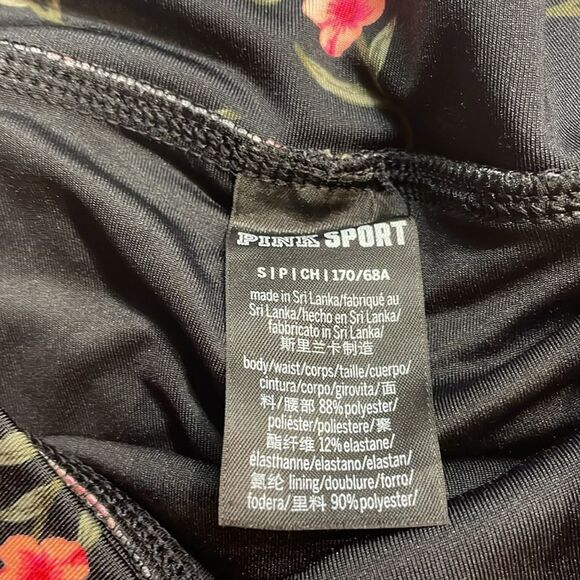 PINK SPORT
S | P | CH | 170/68A
made in Sri Lanka/fabriqué au
Sri Lanka/hecho en Sri Lanka/
fabbricato in Sri Lanka/
斯里兰卡制造
body/waist/corps/taille/cuerpo/
cintura/corpo/girovita/面
料/腰部 88% polyester/
poliéster/poliestere/聚
酯纤维 12% elastane/
élasthanne/elastano/elastan/
氨纶 lining/doublure/forro/
fodera/里料 90% polyester/